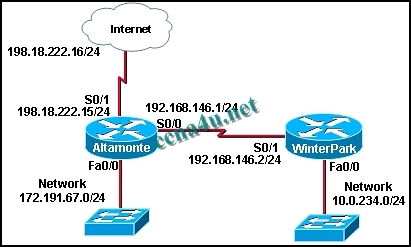 Internet
198.18.222.16/24
S0/1
198.18.222.15/24
192.168.146.1/24
S0/0
ccna4u.net
Altamonte
S0/1
192.168.146.2/24
WinterPark
Fa0/0
Fa0/0
Network
172.191.67.0/24
Network
10.0.234.0/24